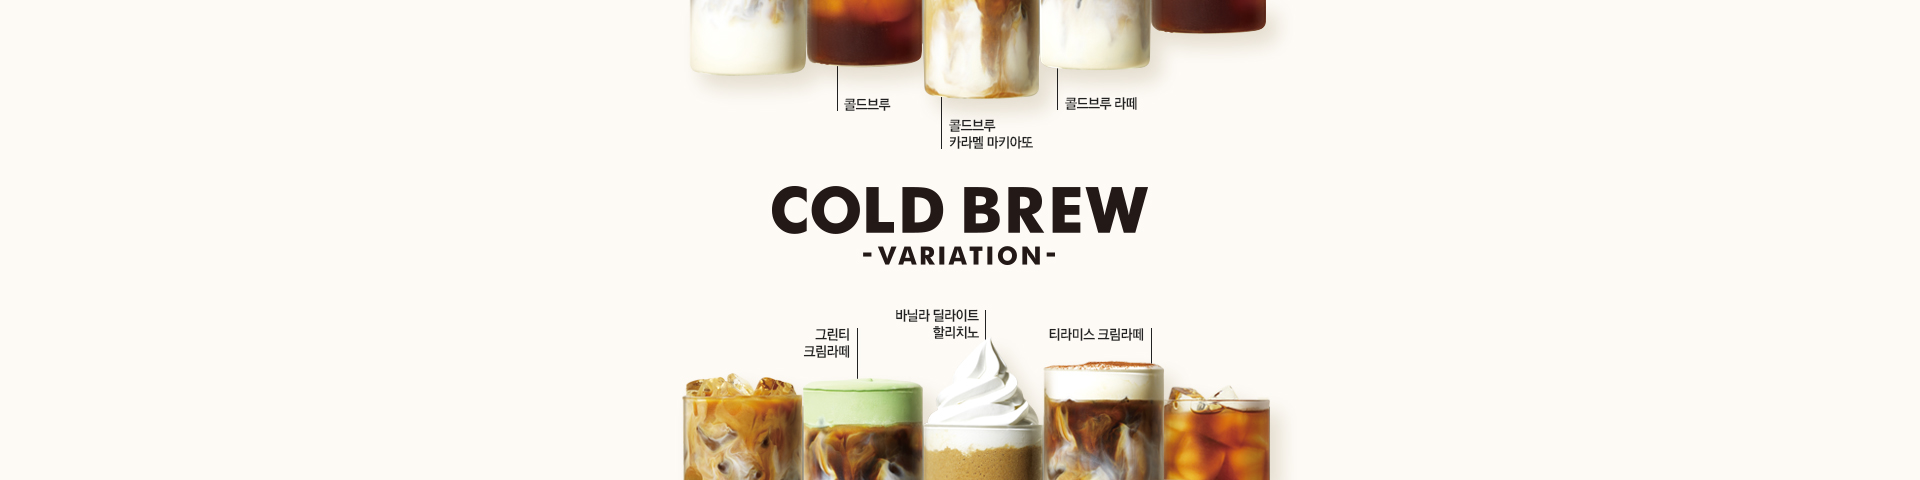 콜드브루
콜드브루 라떼
콜드브루
카라멜 마키아또
COLD BREW
-VARIATION-
그린티
크림라떼
바닐라 딜라이트
할리치노
티라미스 크림라떼